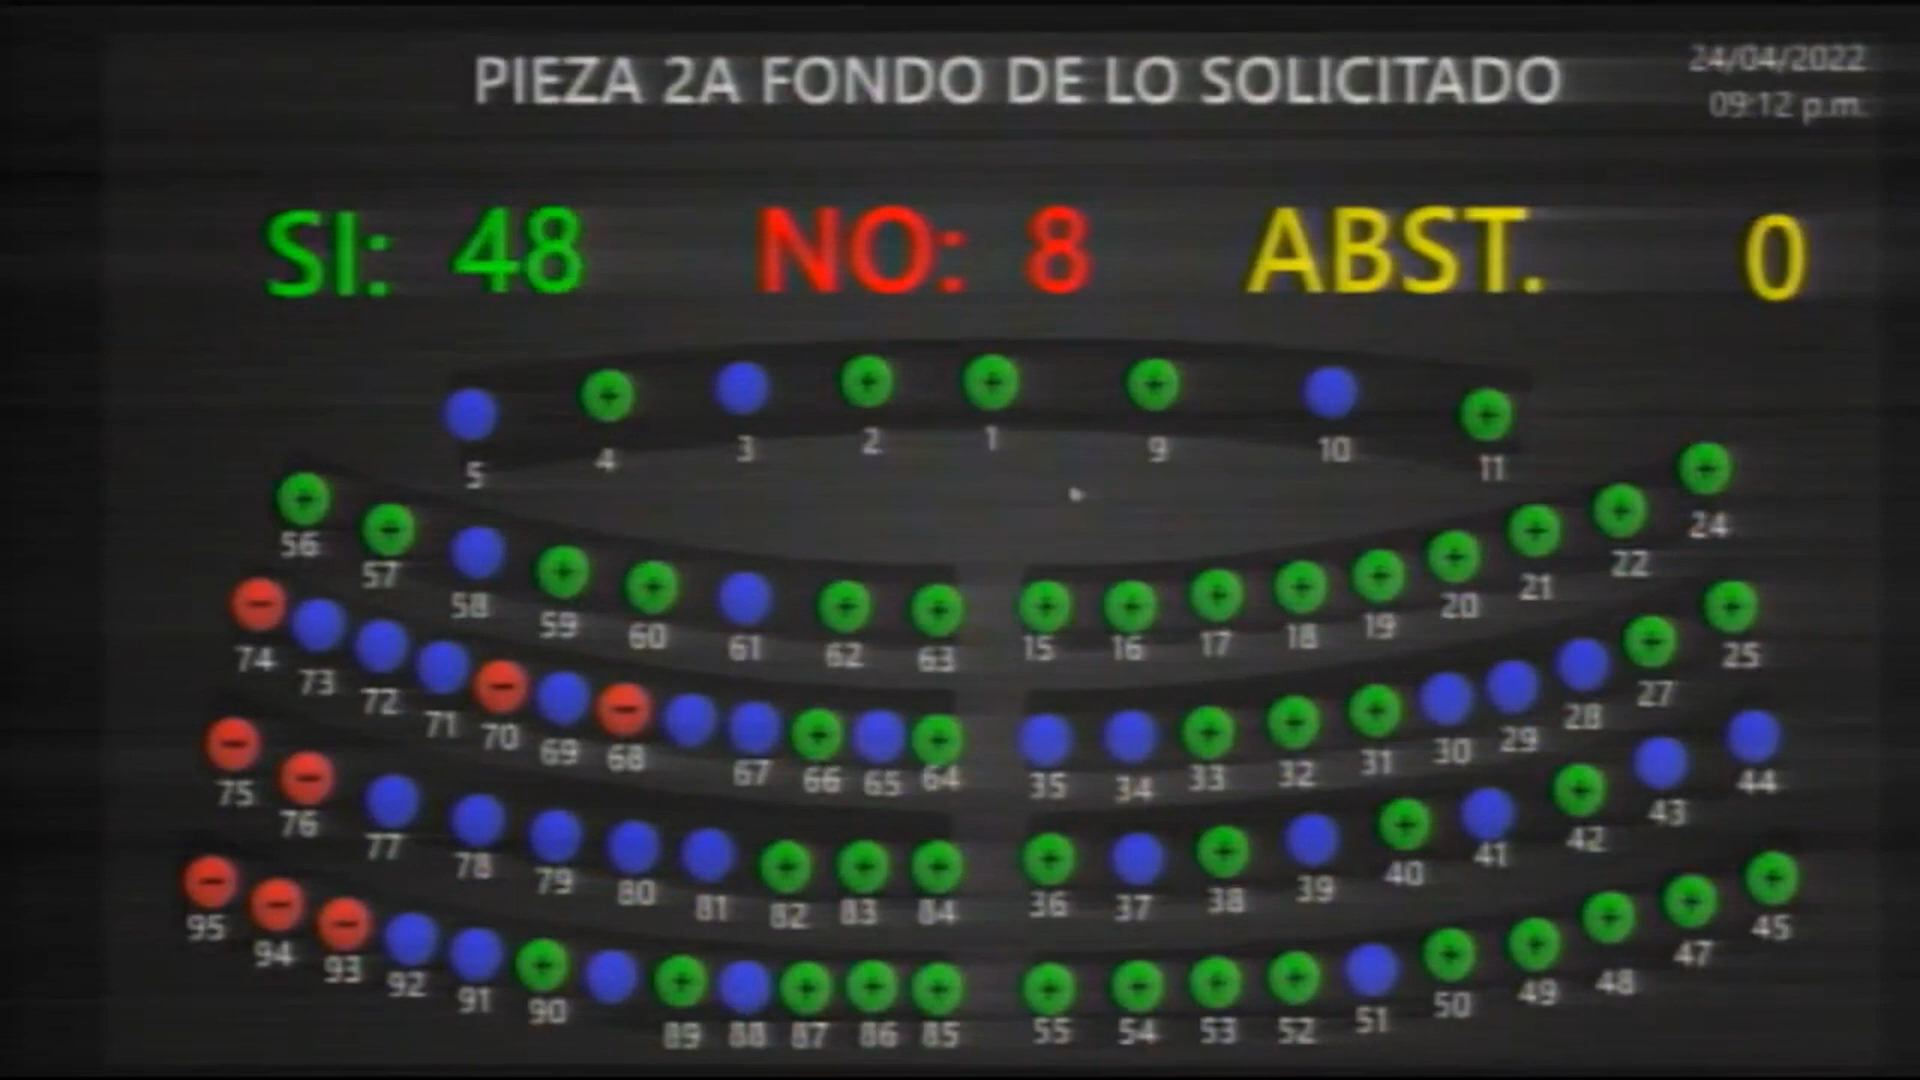 PIEZA 2A FONDO DE LO SOLICITADO
24/04/2022
09:12 p.m.
SI: 48 NO: 8 ABST. 0
5 4 3 2 1 9 10 11
56 57 58 59 60 61 62 63 15 16 17 18 19 20 21 22 24
74 73 72 71 70 69 68 67 66 65 64 35 34 33 32 31 30 29 28 27 25
75 76 77 78 79 80 81 82 83 84 36 37 38 39 40 41 42 43 44
95 94 93 92 91 90 89 88 87 86 85 55 54 53 52 51 50 49 48 47 45